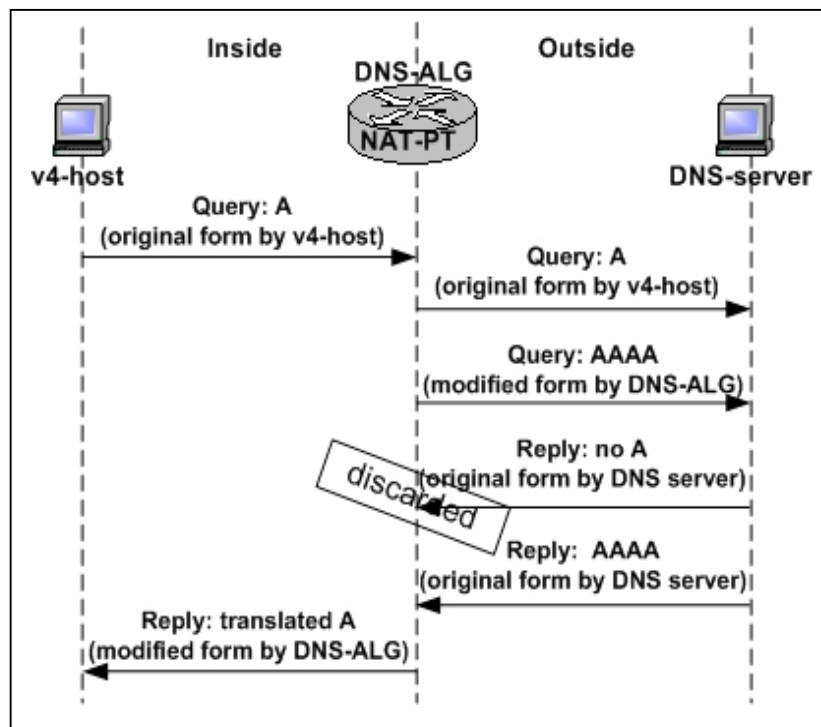 Inside
Outside
DNS-ALG
NAT-PT
v4-host
DNS-server
Query: A
(original form by v4-host)
Query: A
(original form by v4-host)
Query: AAAA
(modified form by DNS-ALG)
Reply: no A
(original form by DNS server)
discarded
Reply: AAAA
(original form by DNS server)
Reply: translated A
(modified form by DNS-ALG)